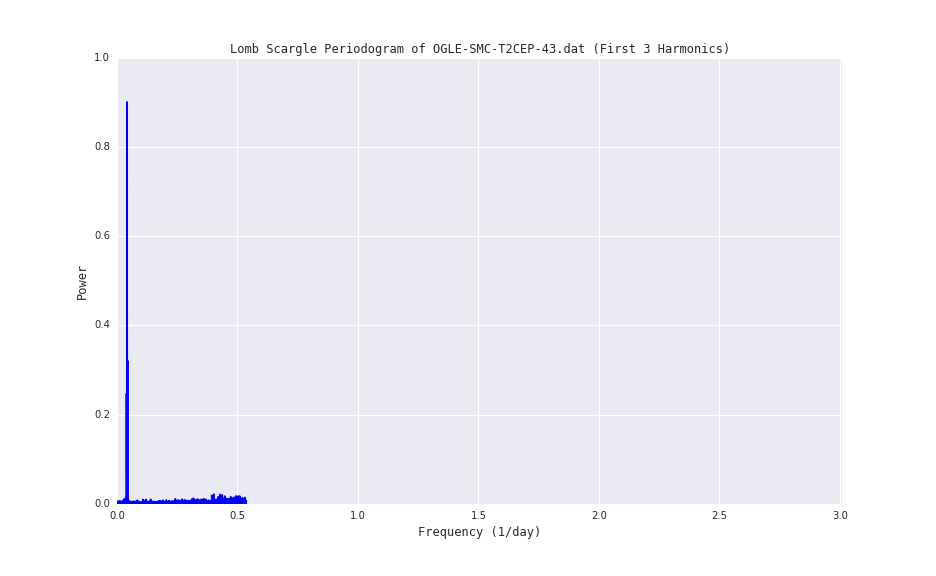 Lomb Scargle Periodogram of OGLE-SMC-T2CEP-43.dat (First 3 Harmonics)
1.0
0.8
0.6
0.4
0.2
0.0
Power
0.0 0.5 1.0 1.5 2.0 2.5 3.0
Frequency (1/day)